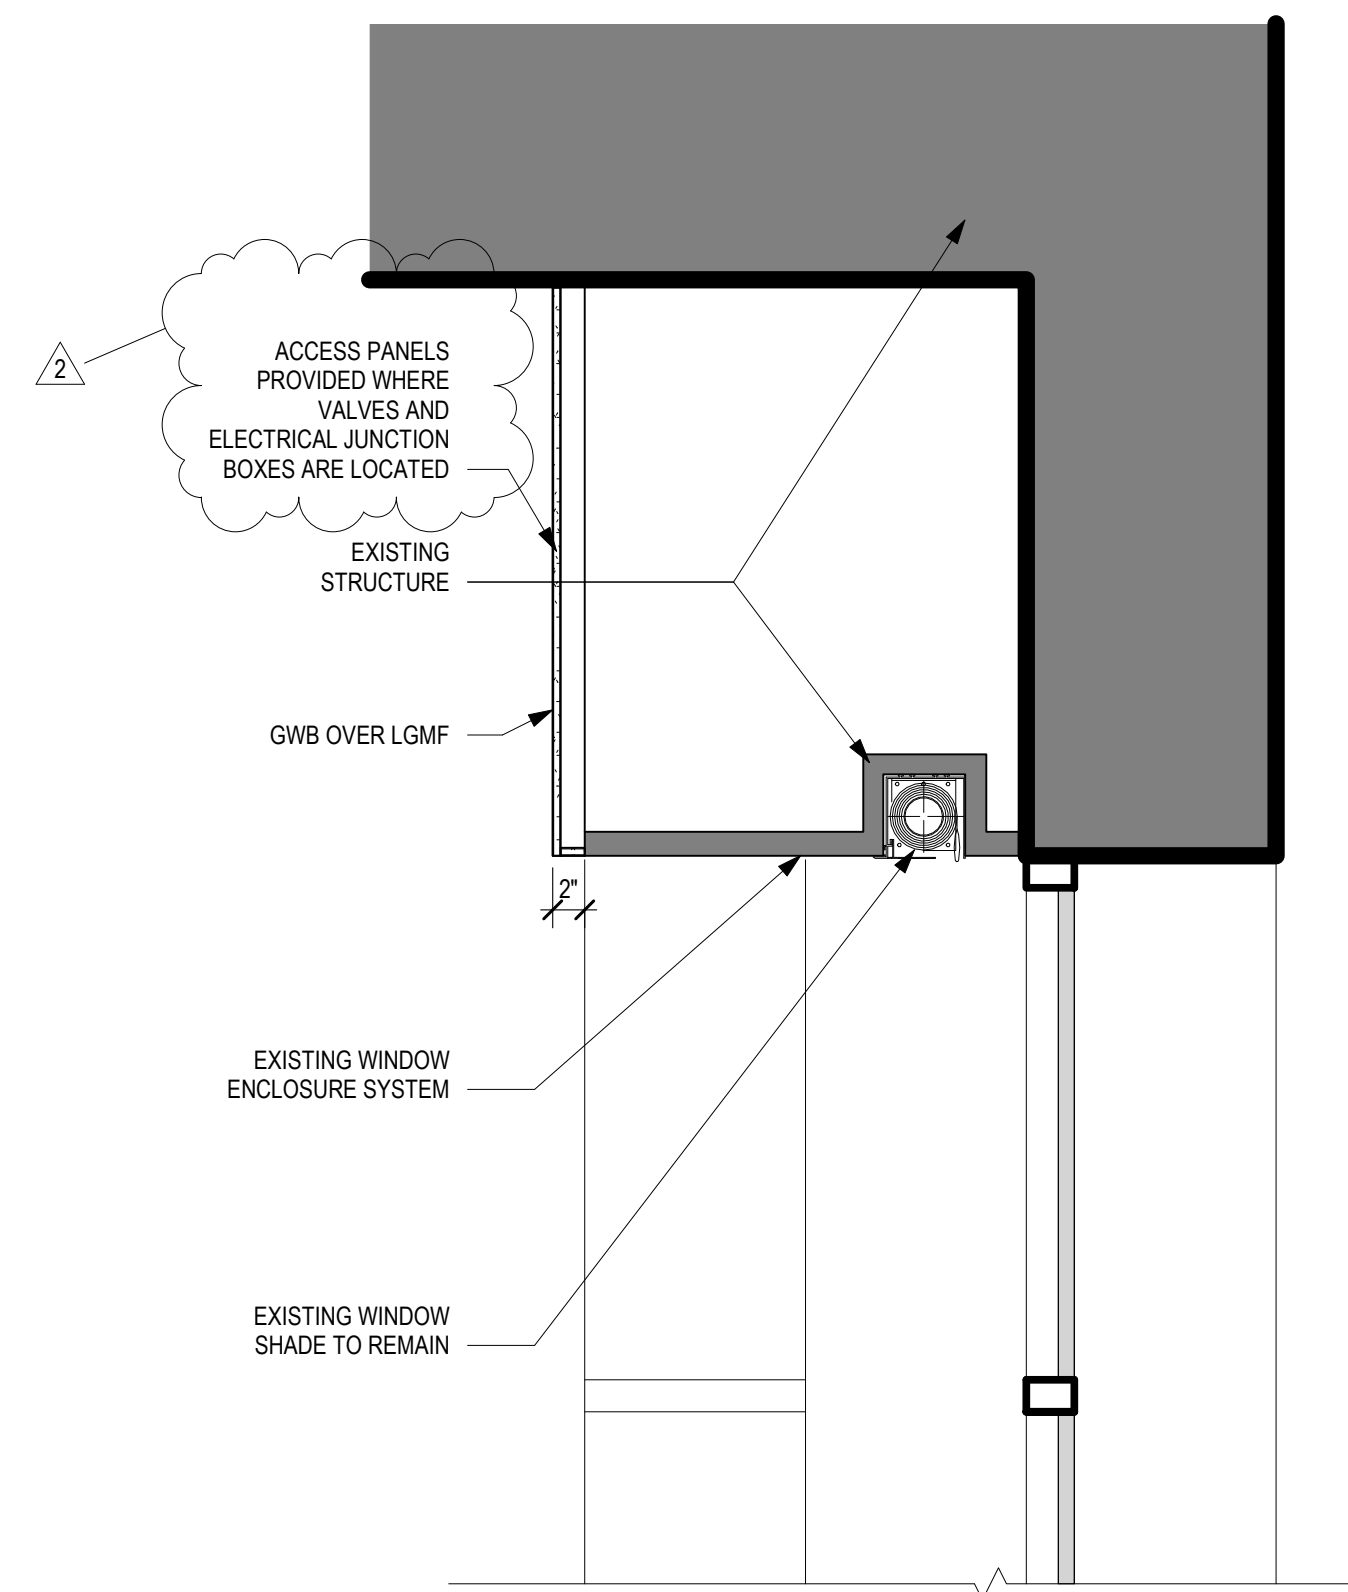 2
ACCESS PANELS
PROVIDED WHERE
VALVES AND
ELECTRICAL JUNCTION
BOXES ARE LOCATED
EXISTING
STRUCTURE
GWB OVER LGMF
2"
EXISTING WINDOW
ENCLOSURE SYSTEM
EXISTING WINDOW
SHADE TO REMAIN